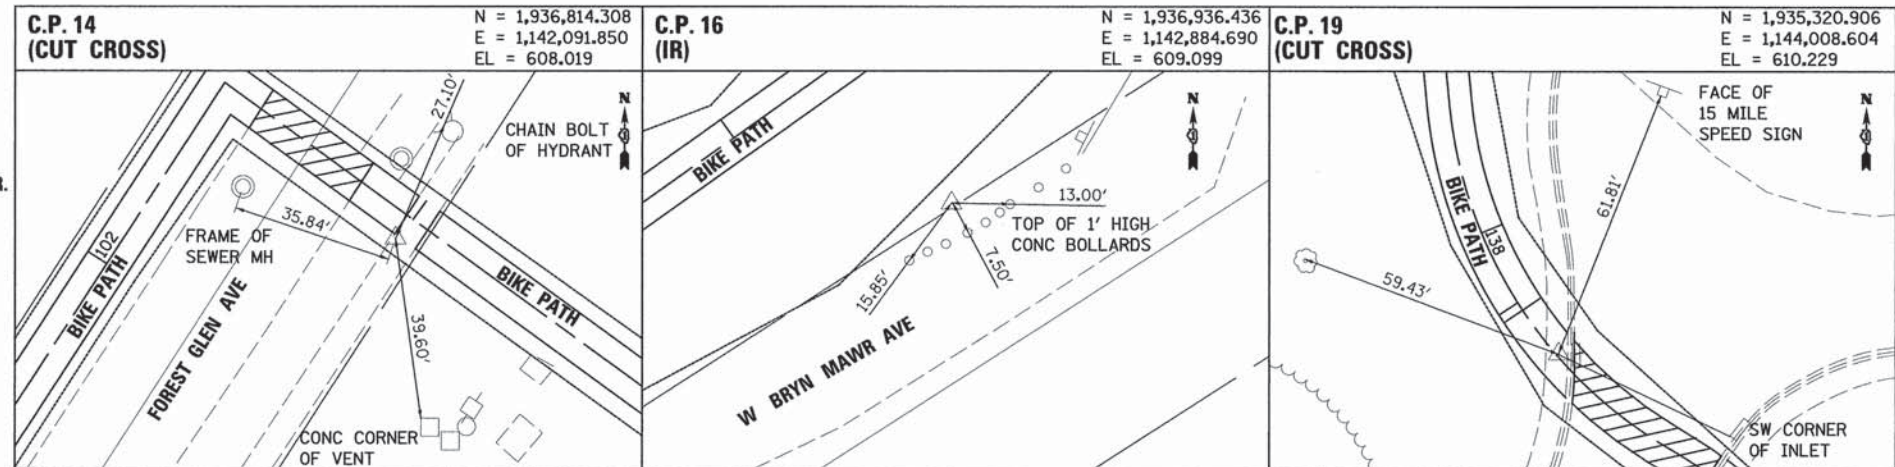 C.P. 14
(CUT CROSS)
N = 1,936,814.308
E = 1,142,091.850
EL = 608.019
27.10'
CHAIN BOLT
OF HYDRANT
N
35.84'
FRAME OF
SEWER MH
102
BIKE PATH
FOREST GLEN AVE
BIKE PATH
39.60'
CONC CORNER
OF VENT
C.P. 16
(IR)
N = 1,936,936.436
E = 1,142,884.690
EL = 609.099
BIKE PATH
N
13.00'
TOP OF 1' HIGH
CONC BOLLARDS
7.50'
15.85'
W BRYN MAWR AVE
C.P. 19
(CUT CROSS)
N = 1,935,320.906
E = 1,144,008.604
EL = 610.229
FACE OF
15 MILE
SPEED SIGN
N
61.81'
BIKE PATH
138
59.43'
SW CORNER
OF INLET
R.